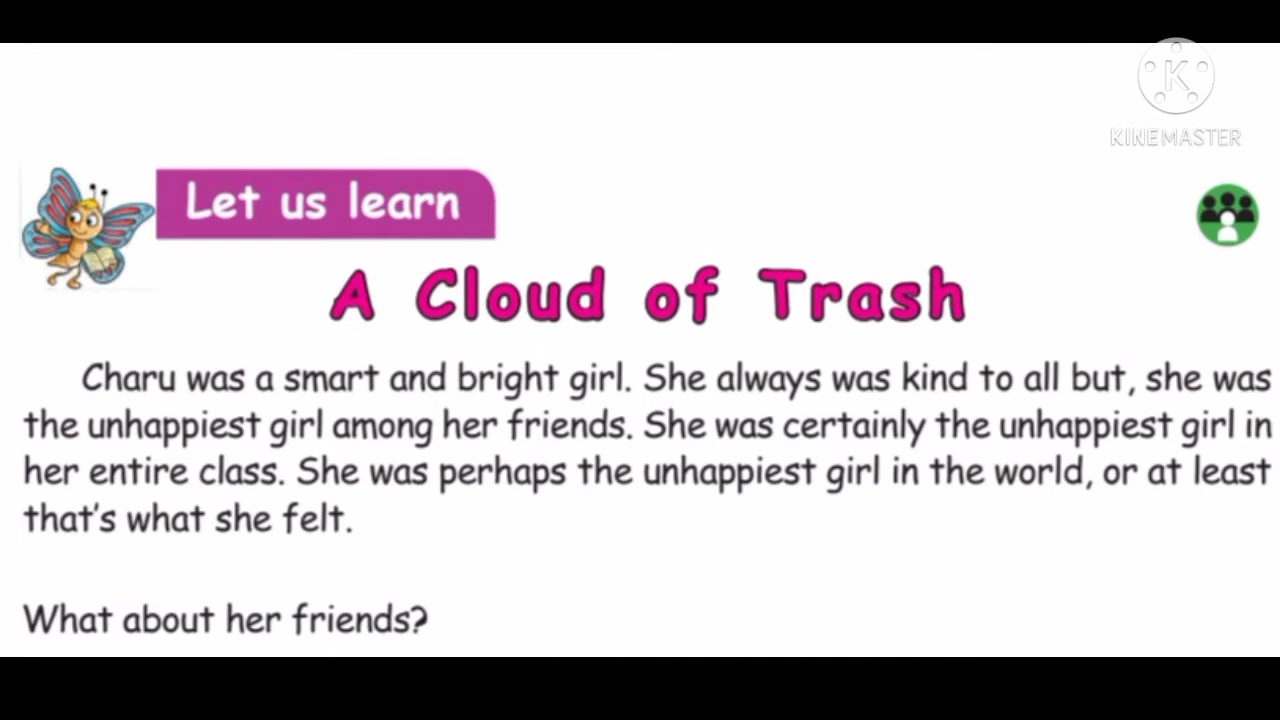 K
KINEMASTER
Let us learn
A Cloud of Trash
Charu was a smart and bright girl. She always was kind to all but, she was
the unhappiest girl among her friends. She was certainly the unhappiest girl in
her entire class. She was perhaps the unhappiest girl in the world, or at least
that's what she felt.
What about her friends?